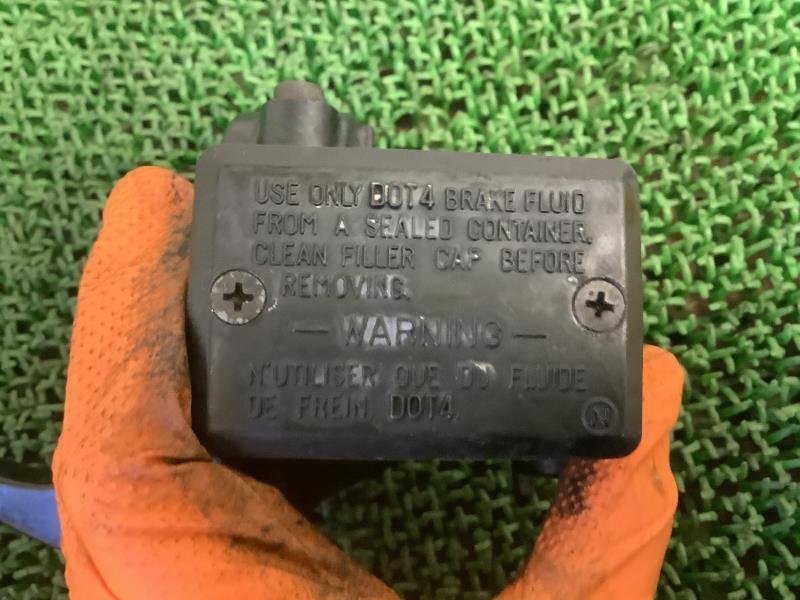 USE ONLY DOT4 BRAKE FLUID
FROM A SEALED CONTAINER.
CLEAN FILLER CAP BEFORE
REMOVING.
— WARNING —
N'UTILISER QUE DU FLUIDE
DE FREIN DOT4.
N